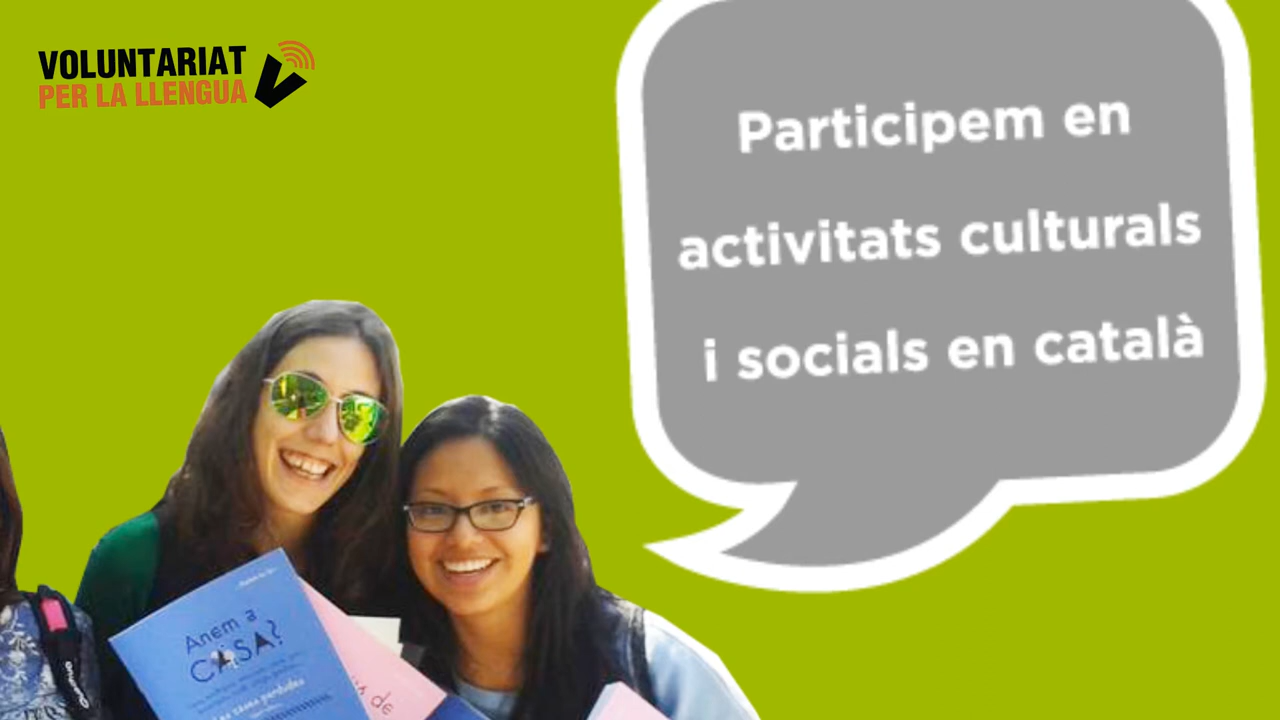 VOLUNTARIAT
PER LA LLENGUA
Participem en
activitats culturals
i socials en català
Anem a
CASA?